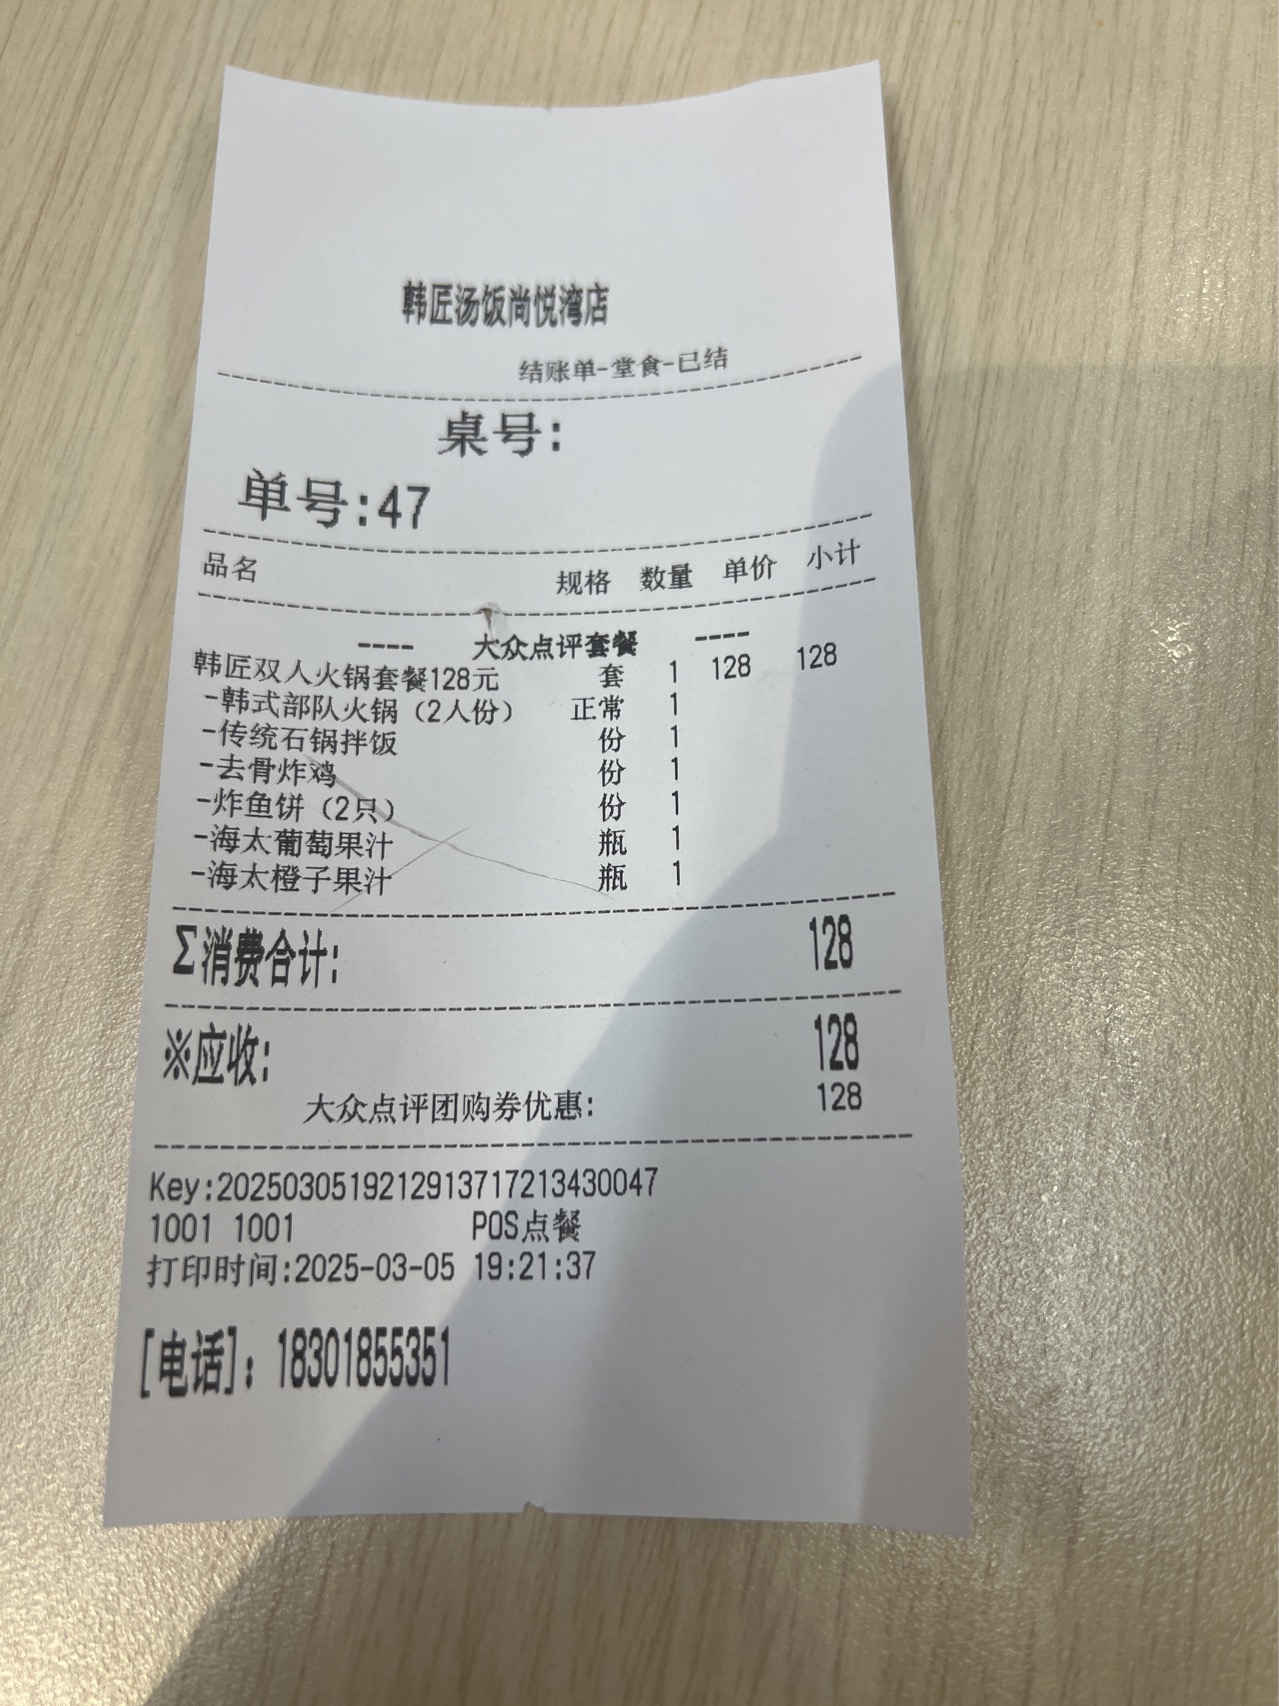 韩匠汤饭尚悦湾店
结账单-堂食-已结
桌号:
单号:47
品名 规格 数量 单价 小计
---- 大众点评套餐 ----
韩匠双人火锅套餐128元 套 1 128 128
-韩式部队火锅（2人份） 正常 1
-传统石锅拌饭 份 1
-去骨炸鸡 份 1
-炸鱼饼（2只） 份 1
-海太葡萄果汁 瓶 1
-海太橙子果汁 瓶 1
Σ消费合计: 128
※应收: 128
大众点评团购券优惠: 128
Key:2025030519212913717213430047
1001 1001 POS点餐
打印时间:2025-03-05 19:21:37
[电话]: 18301855351